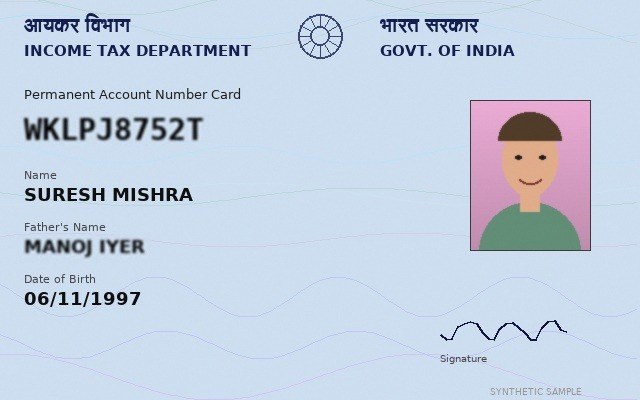 आयकर विभाग
INCOME TAX DEPARTMENT
भारत सरकार
GOVT. OF INDIA
Permanent Account Number Card
WKLPJ8752T
Name
SURESH MISHRA
Father's Name
MANOJ IYER
Date of Birth
06/11/1997
Signature
SYNTHETIC SAMPLE